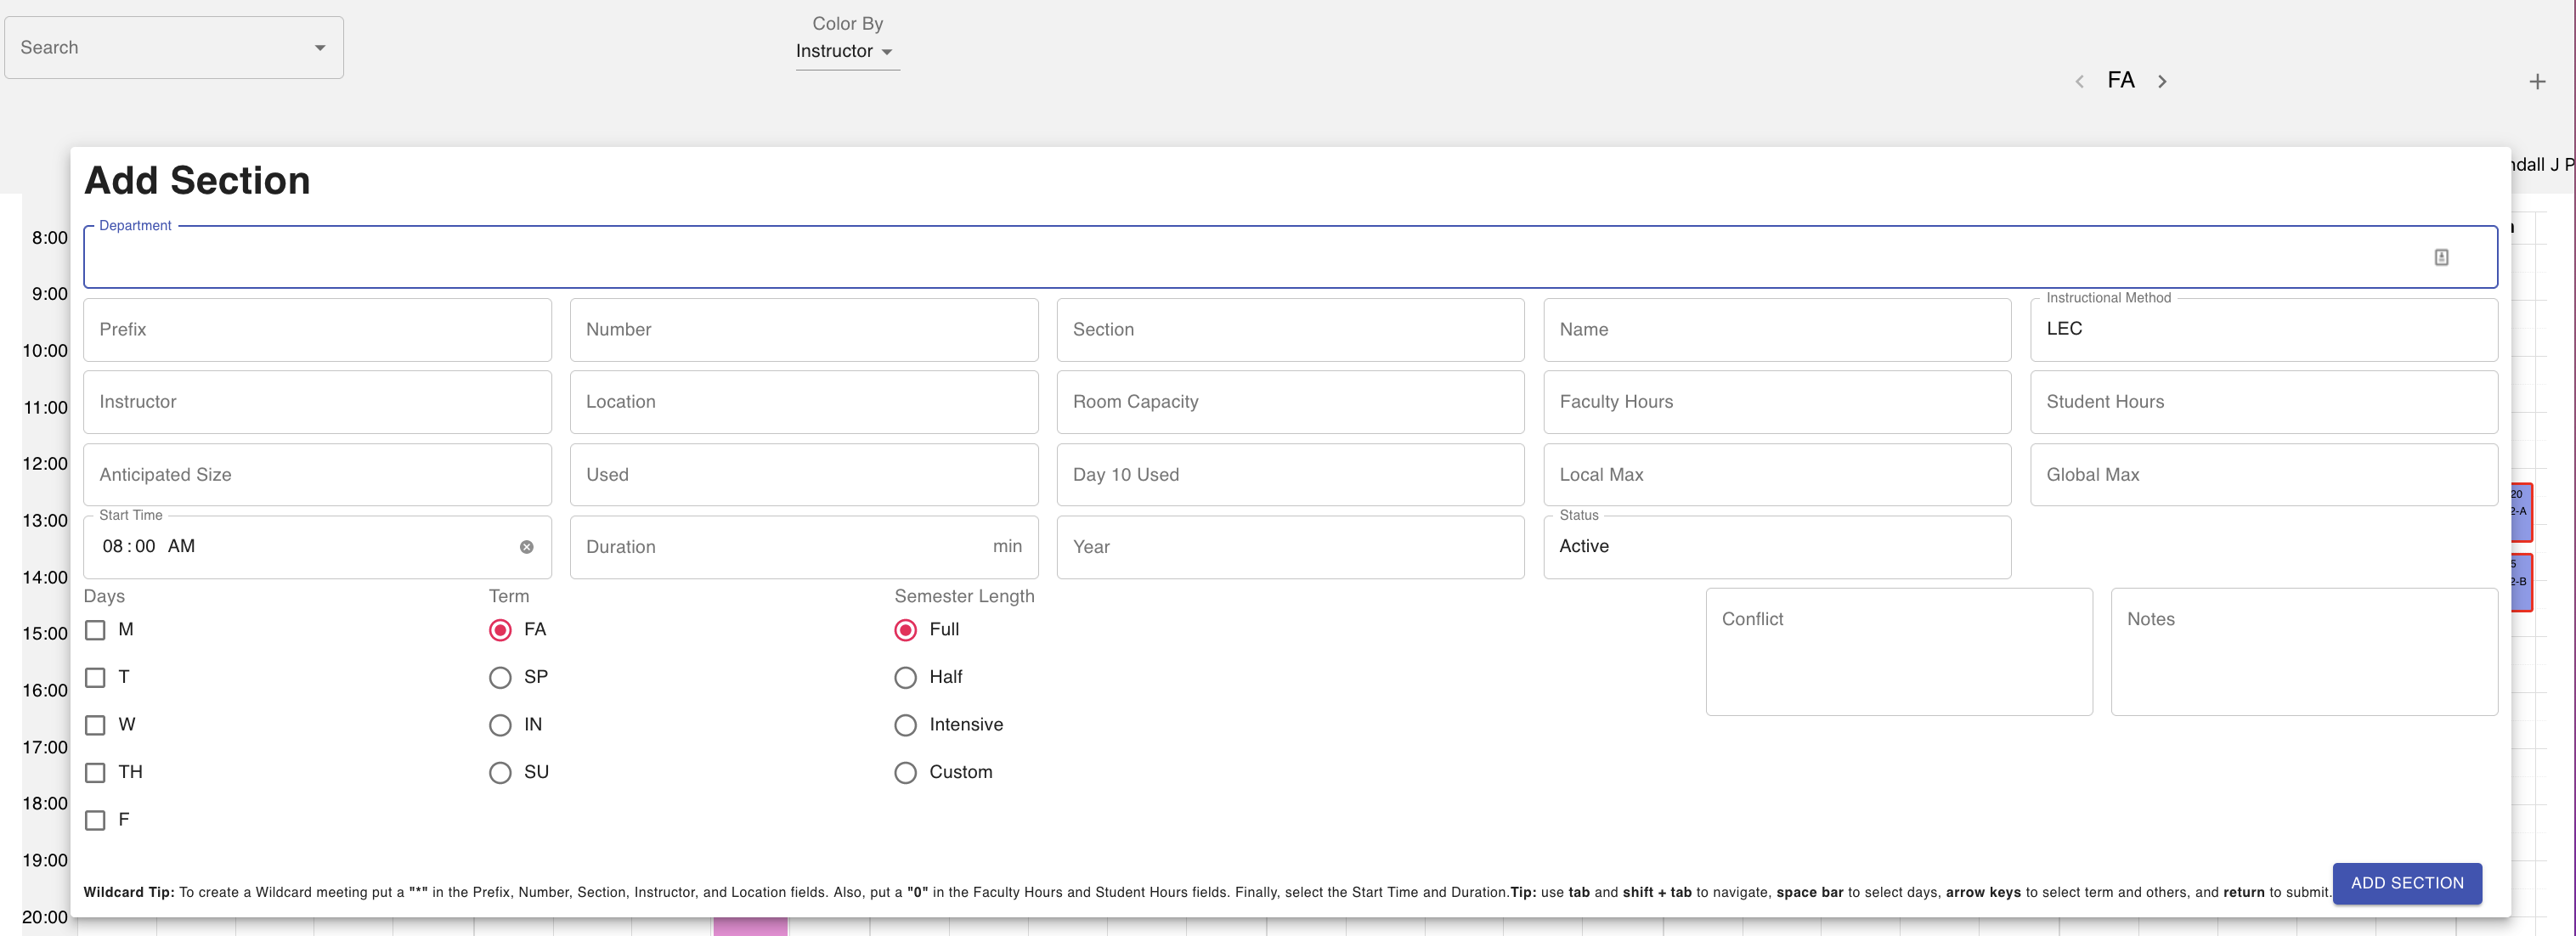 Search
Color By
Instructor
FA
Add Section
Department
8:00
9:00
Prefix
Number
Section
Name
Instructional Method
LEC
10:00
Instructor
Location
Room Capacity
Faculty Hours
Student Hours
11:00
Anticipated Size
Used
Day 10 Used
Local Max
Global Max
12:00
Start Time
08:00 AM
Duration
min
Year
Status
Active
13:00
20
2-A
14:00
5
2-B
Days
Term
Semester Length
Conflict
Notes
M
FA
Full
15:00
T
SP
Half
16:00
W
IN
Intensive
17:00
TH
SU
Custom
18:00
F
19:00
Wildcard Tip: To create a Wildcard meeting put a "*" in the Prefix, Number, Section, Instructor, and Location fields. Also, put a "0" in the Faculty Hours and Student Hours fields. Finally, select the Start Time and Duration.Tip: use tab and shift + tab to navigate, space bar to select days, arrow keys to select term and others, and return to submit.
ADD SECTION
20:00